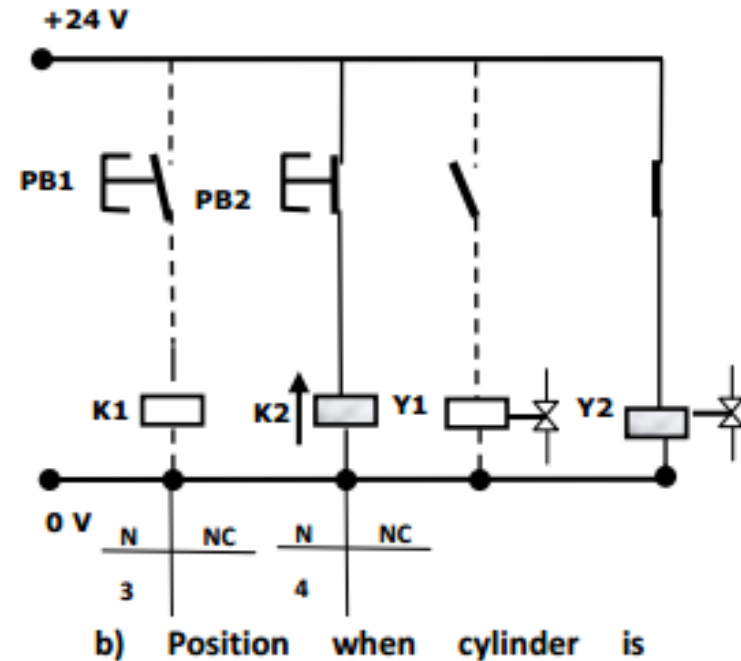 +24 V
PB1
PB2
K1
K2
Y1
Y2
0 V
N NC
N NC
3
4
b) Position when cylinder is